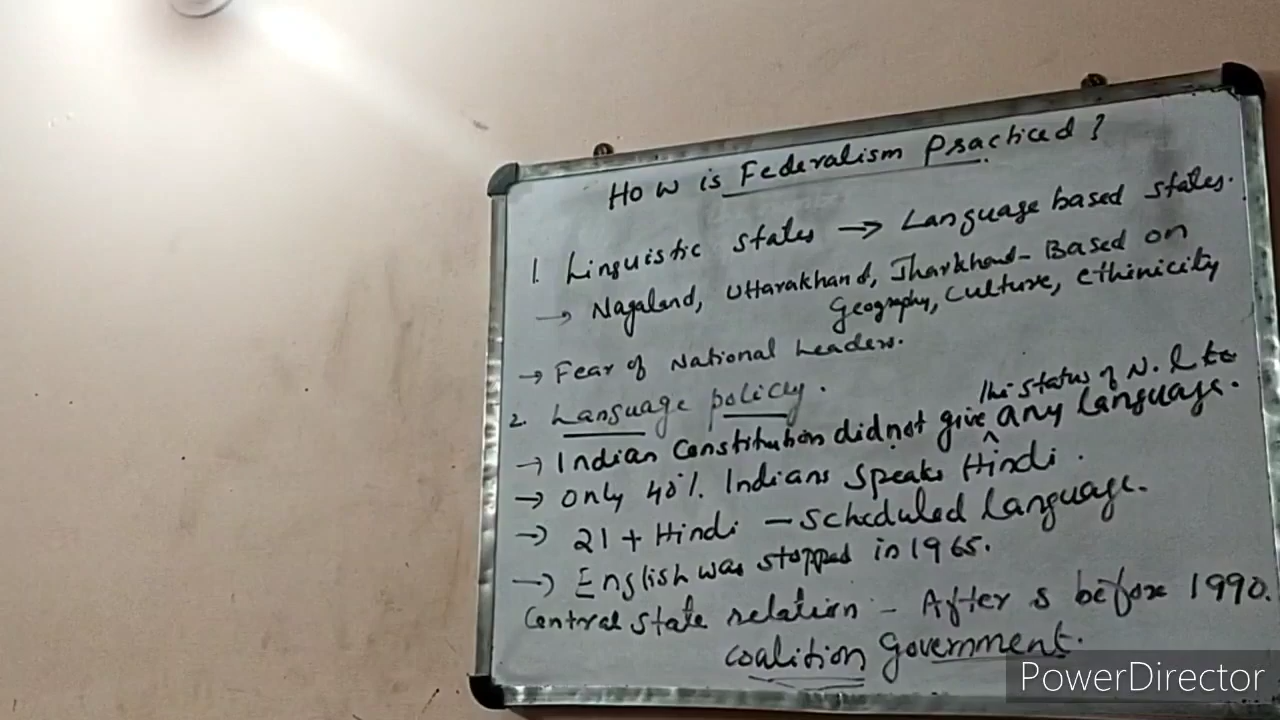 How is Federalism Practiced?
1. Linguistic states → Language based states.
→ Nagaland, Uttarakhand, Jharkhand - Based on
Geography, Culture, ethinicity
→ Fear of National Leaders.
2. Language policy.
the status of N. L to
→ Indian Constitution did not give ^ any language.
→ Only 40%. Indians speaks Hindi.
→ 21 + Hindi - Scheduled language.
→ English was stopped in 1965.
Central state relation - After & before 1990.
Coalition Government.
PowerDirector